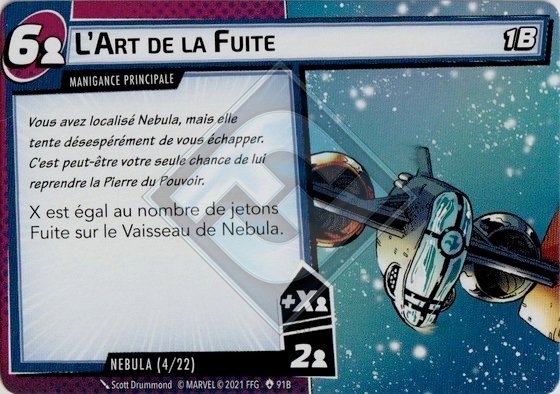 6 L'ART DE LA FUITE 1B
MANIGANCE PRINCIPALE
Vous avez localisé Nebula, mais elle
tente désespérément de vous échapper.
C'est peut-être votre seule chance de lui
reprendre la Pierre du Pouvoir.
X est égal au nombre de jetons
Fuite sur le Vaisseau de Nebula.
+X
2
NEBULA (4/22)
Scott Drummond © MARVEL © 2021 FFG 91B